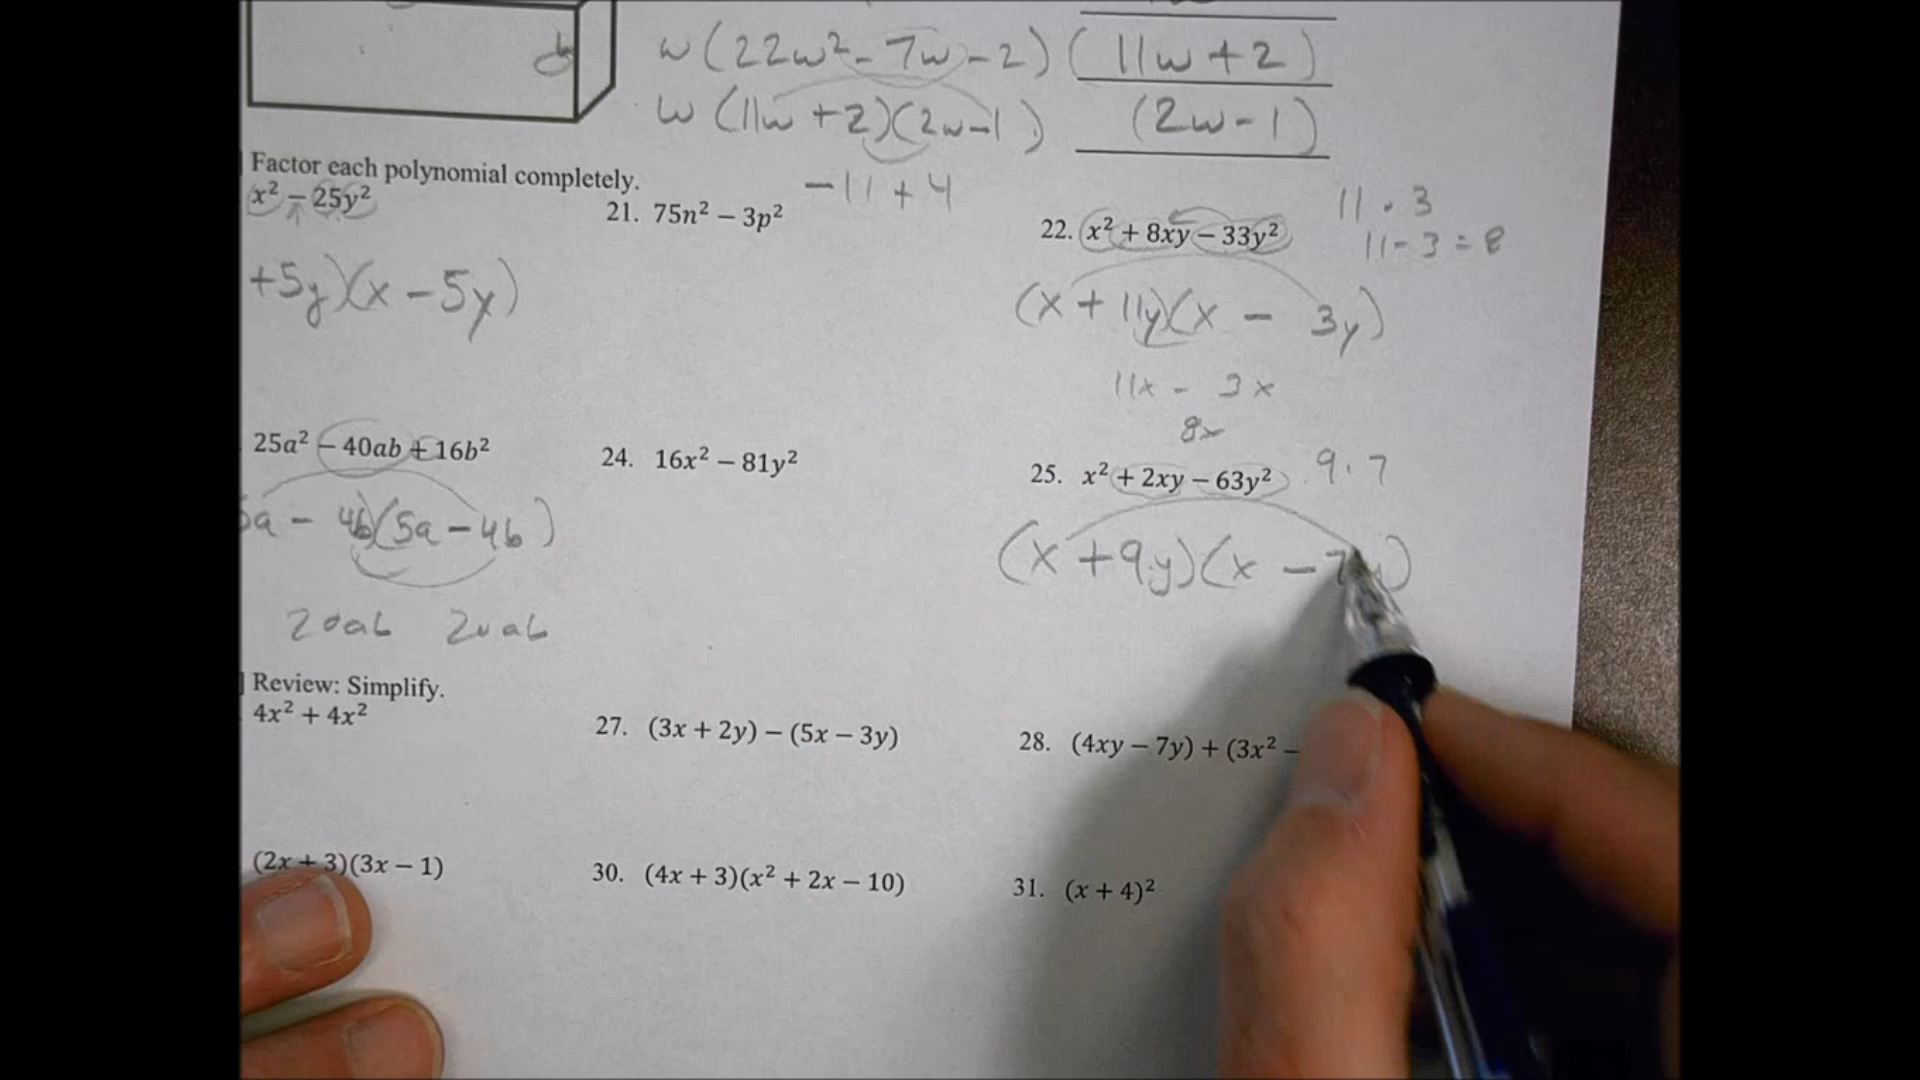 w(22w² - 7w - 2) (11w + 2)
w(11w + 2)(2w - 1) (2w - 1)
Factor each polynomial completely.
-11 + 4
x² − 25y²
21. 75n² − 3p²
22. x² + 8xy − 33y²
11 · 3
11 - 3 = 8
+5y)(x - 5y)
(x + 11y)(x - 3y)
11x - 3x
8x
25a² − 40ab + 16b²
24. 16x² − 81y²
25. x² + 2xy − 63y²
9 · 7
5a - 4b)(5a - 4b)
(x + 9y)(x - 7y)
20ab 20ab
Review: Simplify.
4x² + 4x²
27. (3x + 2y) − (5x − 3y)
28. (4xy − 7y) + (3x² −
(2x + 3)(3x − 1)
30. (4x + 3)(x² + 2x − 10)
31. (x + 4)²